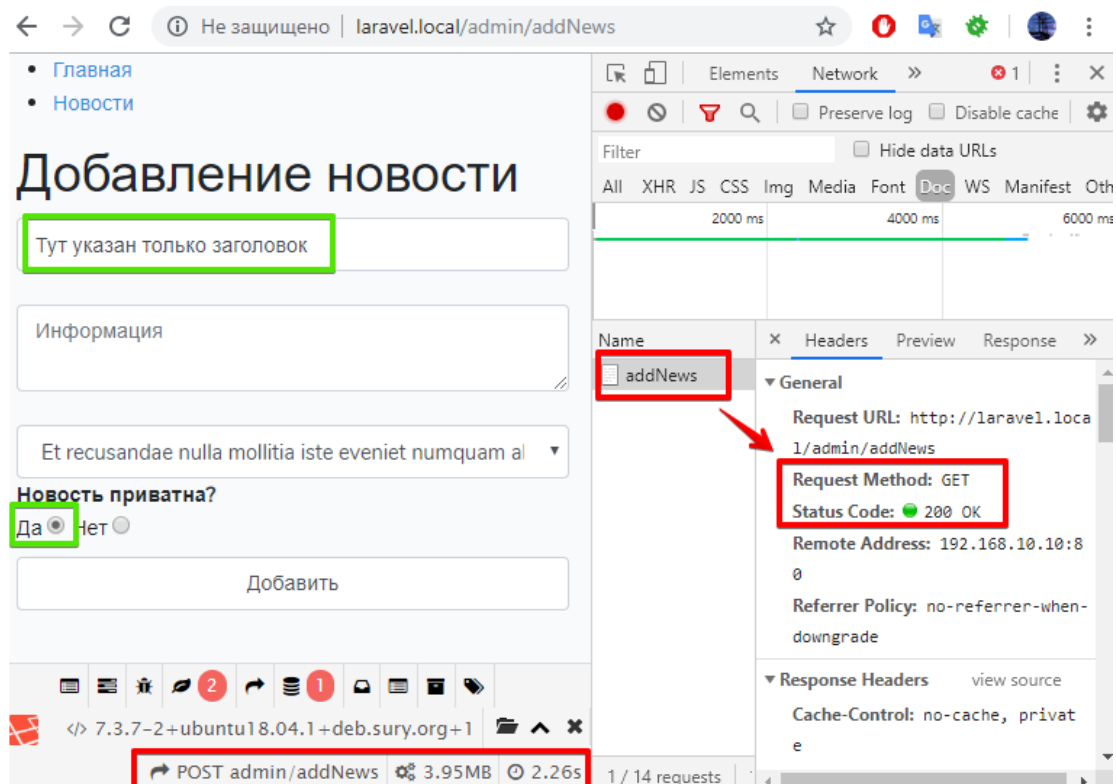 Не защищено | laravel.local/admin/addNews
Главная
Новости
Добавление новости
Тут указан только заголовок
Информация
Et recusandae nulla mollitia iste eveniet numquam al
Новость приватна?
Да Нет
Добавить
2 1
7.3.7-2+ubuntu18.04.1+deb.sury.org+1
POST admin/addNews 3.95MB 2.26s
Elements Network » 1
Preserve log Disable cache
Filter Hide data URLs
All XHR JS CSS Img Media Font Doc WS Manifest Oth
2000 ms 4000 ms 6000 ms
Name
addNews
1 / 14 requests
× Headers Preview Response »
General
Request URL: http://laravel.loca
l/admin/addNews
Request Method: GET
Status Code: 200 OK
Remote Address: 192.168.10.10:8
0
Referrer Policy: no-referrer-when-
downgrade
Response Headers view source
Cache-Control: no-cache, privat
e